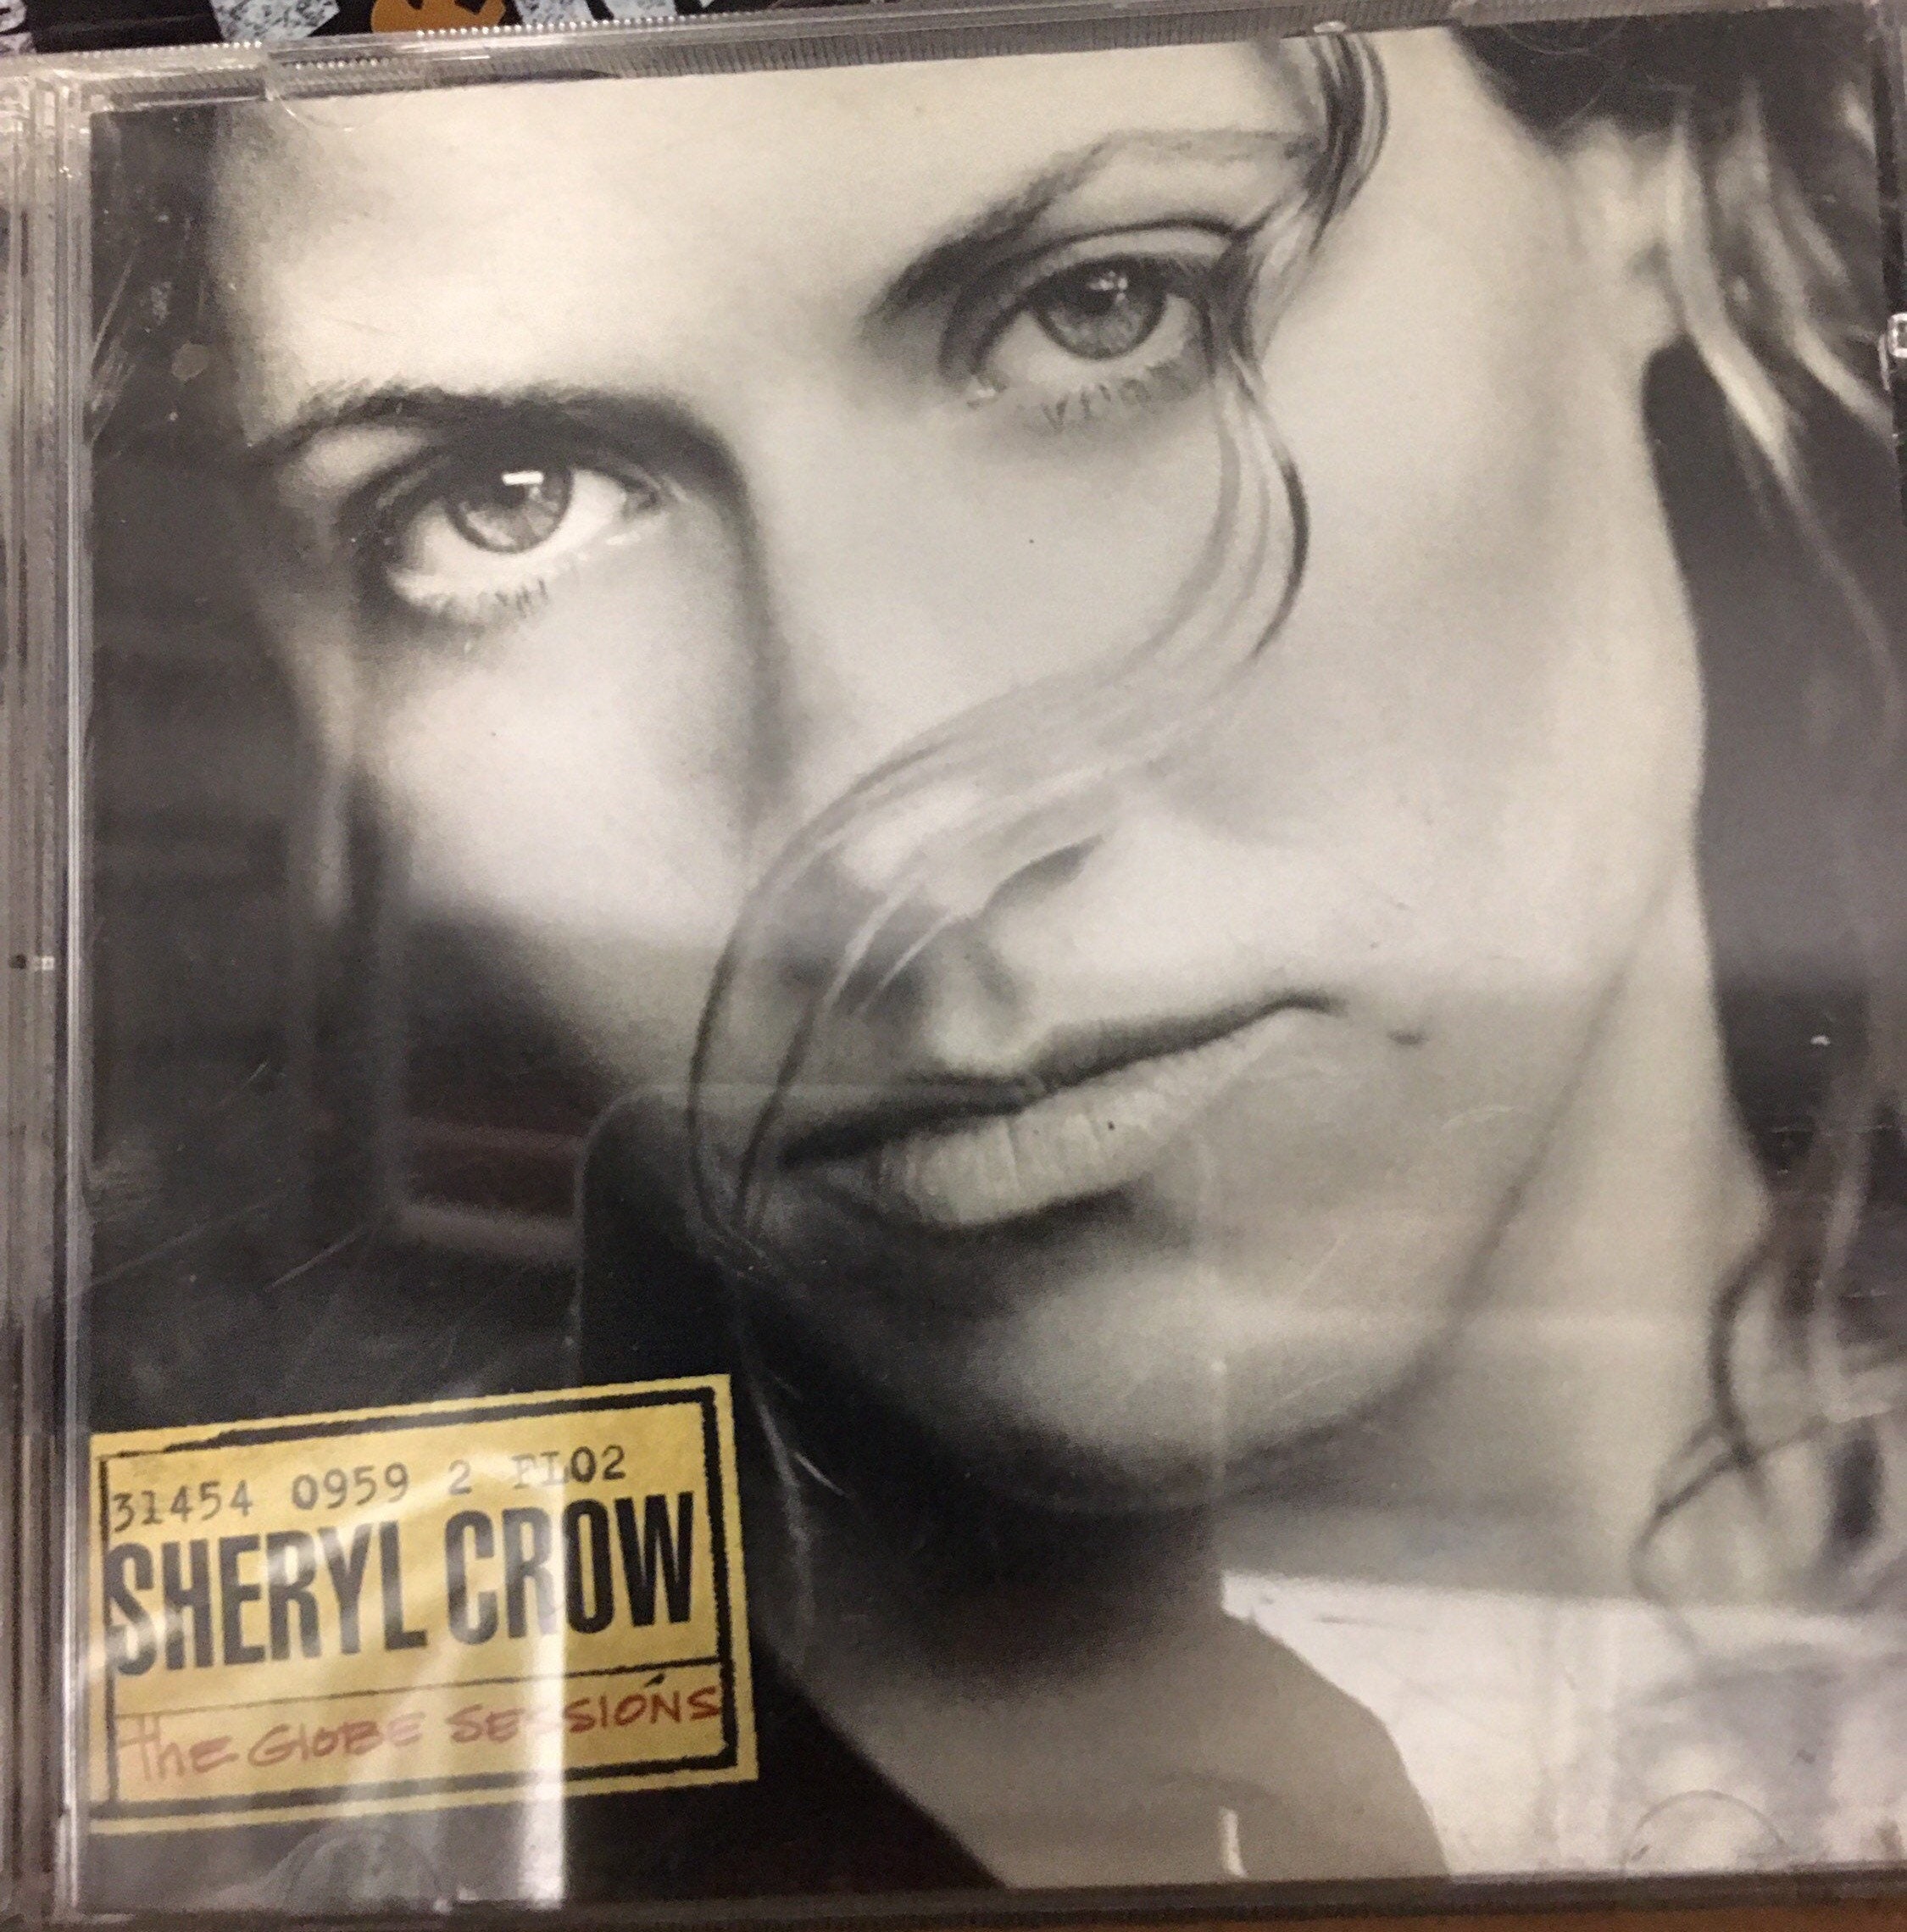 31454 0959 2 FL02
SHERYL CROW
the GLOBE SESSIONS